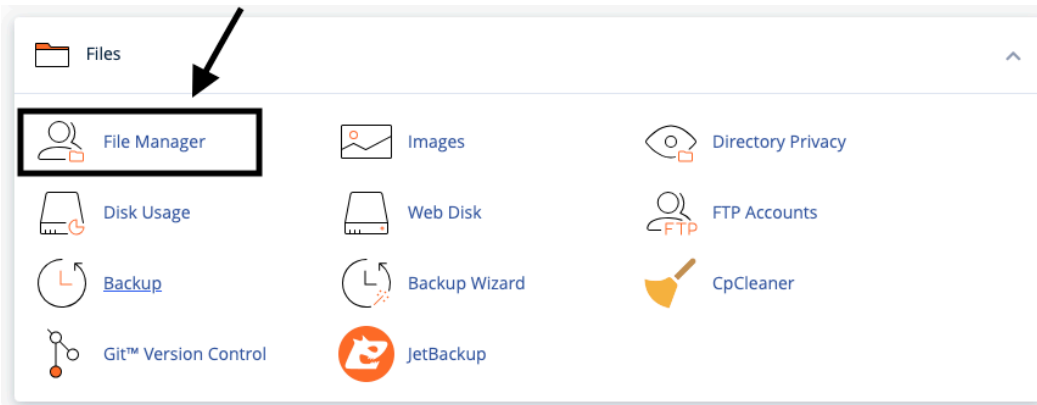 Files
File Manager
Images
Directory Privacy
Disk Usage
Web Disk
FTP Accounts
FTP
Backup
Backup Wizard
CpCleaner
Git™ Version Control
JetBackup